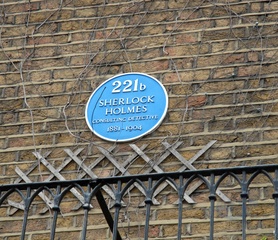 221b
SHERLOCK
HOLMES
CONSULTING DETECTIVE
1881-1904